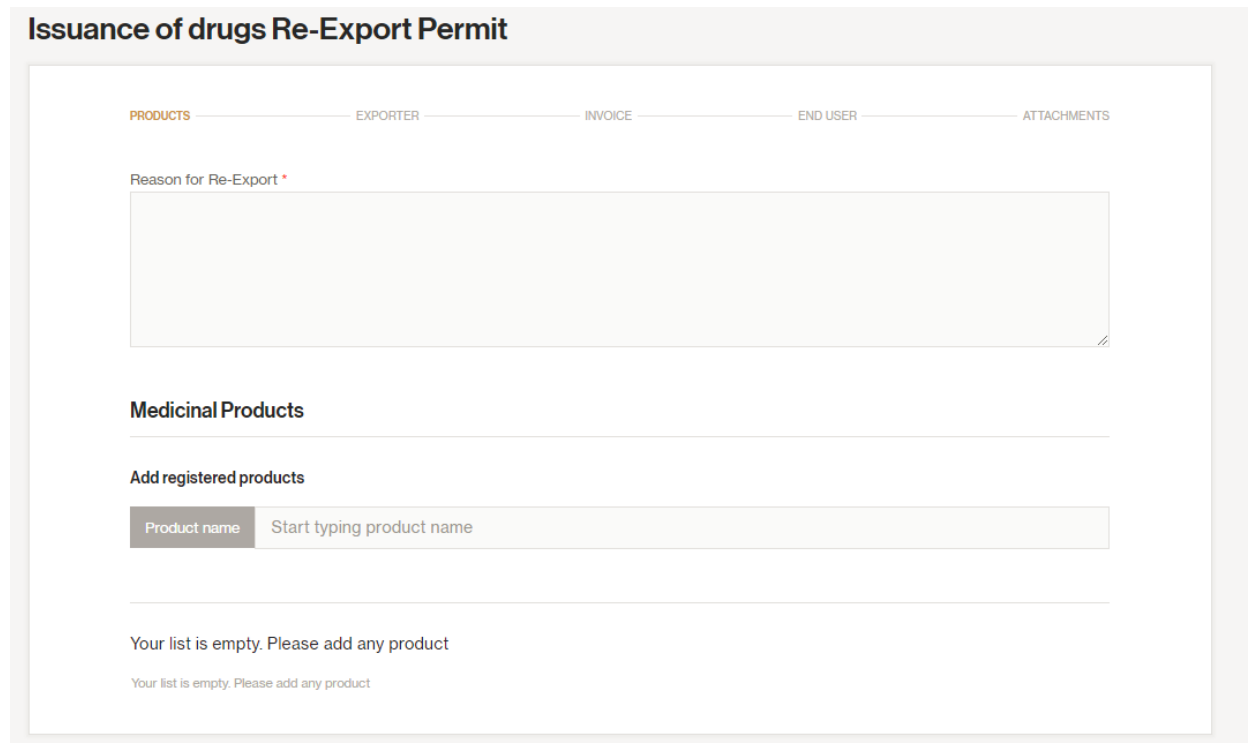 Issuance of drugs Re-Export Permit
PRODUCTS EXPORTER INVOICE END USER ATTACHMENTS
Reason for Re-Export *
Medicinal Products
Add registered products
Product name Start typing product name
Your list is empty. Please add any product
Your list is empty. Please add any product